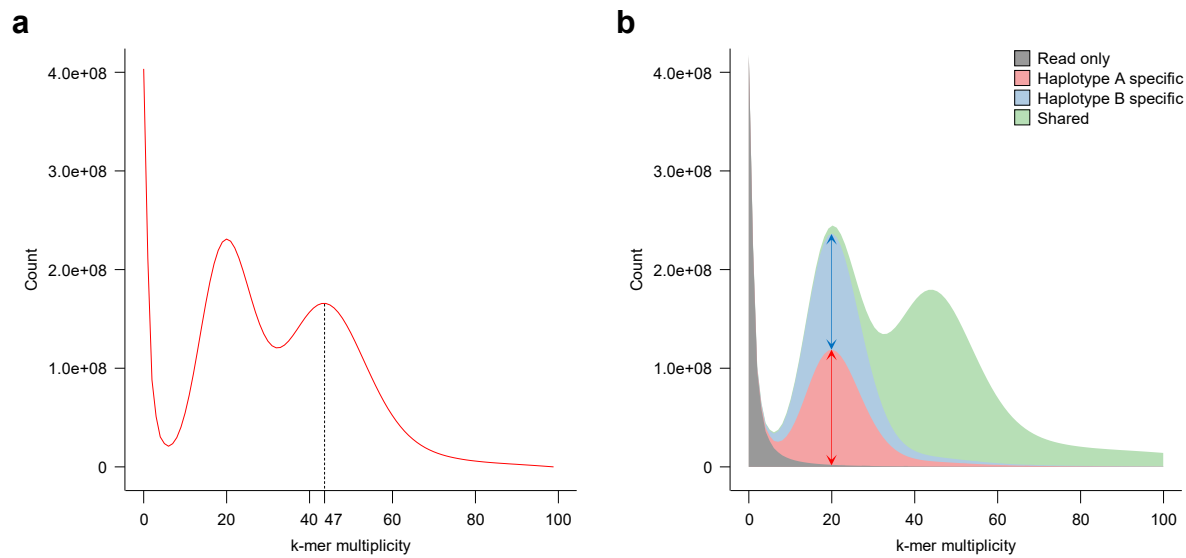 a
4.0e+08
3.0e+08
2.0e+08
1.0e+08
0
Count
0 20 40 47 60 80 100
k-mer multiplicity
b
Read only
Haplotype A specific
Haplotype B specific
Shared
4.0e+08
3.0e+08
2.0e+08
1.0e+08
0
Count
0 20 40 60 80 100
k-mer multiplicity